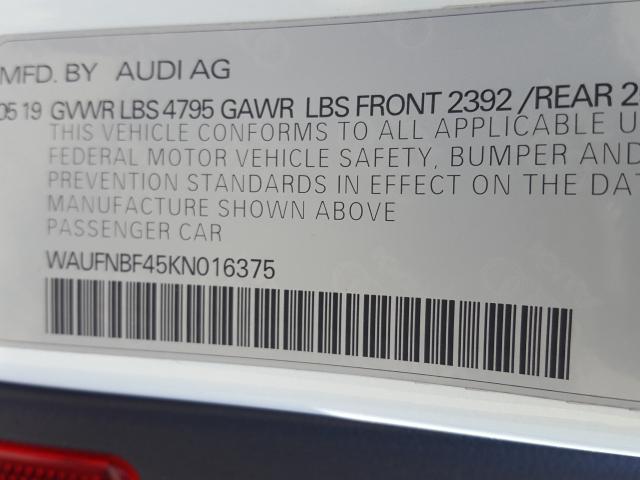 MFD. BY AUDI AG
05 19 GVWR LBS 4795 GAWR LBS FRONT 2392 /REAR 2
THIS VEHICLE CONFORMS TO ALL APPLICABLE U
FEDERAL MOTOR VEHICLE SAFETY, BUMPER AND
PREVENTION STANDARDS IN EFFECT ON THE DAT
MANUFACTURE SHOWN ABOVE
PASSENGER CAR
WAUFNBF45KN016375